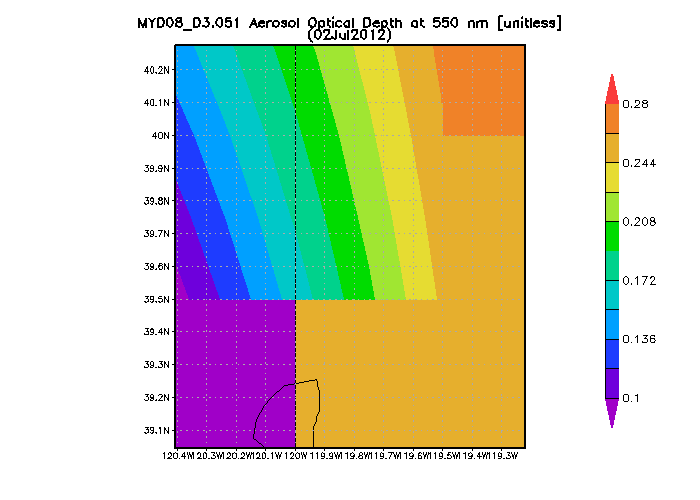 MYD08_D3.051 Aerosol Optical Depth at 550 nm [unitless]
(02Jul2012)
40.2N
40.1N
40N
39.9N
39.8N
39.7N
39.6N
39.5N
39.4N
39.3N
39.2N
39.1N
120.4W 120.3W 120.2W 120.1W 120W 119.9W 119.8W 119.7W 119.6W 119.5W 119.4W 119.3W
0.28
0.244
0.208
0.172
0.136
0.1